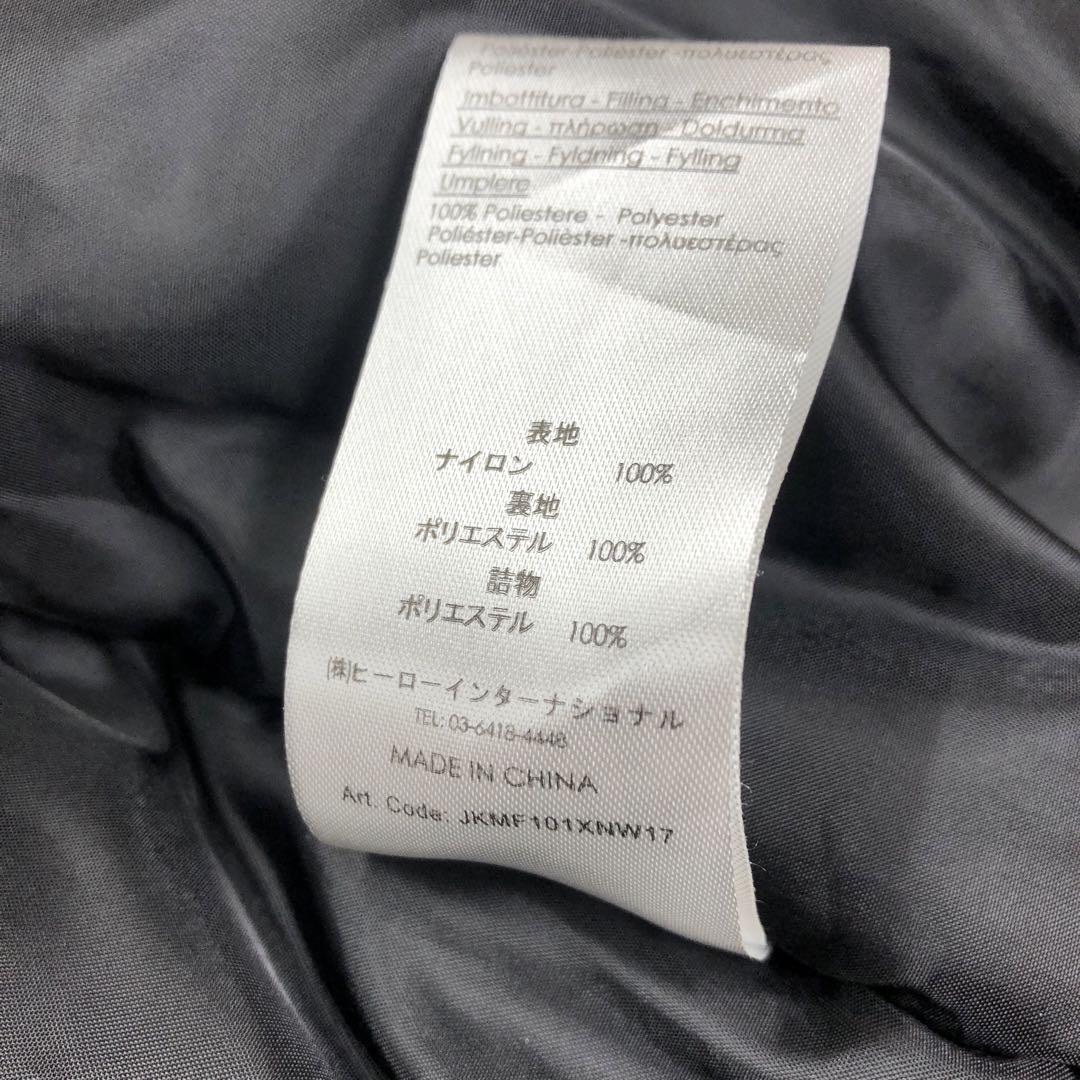 Poliéster-Polièster -πολυεστέρας
Poliester
Imbottitura - Filling - Enchimento
Vulling - πλήρωση - Doldurma
Fyllning - Fyldning - Fylling
Umplere
100% Poliestere - Polyester
Poliéster-Polièster -πολυεστέρας
Poliester
表地
ナイロン 100%
裏地
ポリエステル 100%
詰物
ポリエステル 100%
(株)ヒーローインターナショナル
TEL: 03-6418-4448
MADE IN CHINA
Art. Code: JKMF101XNW17